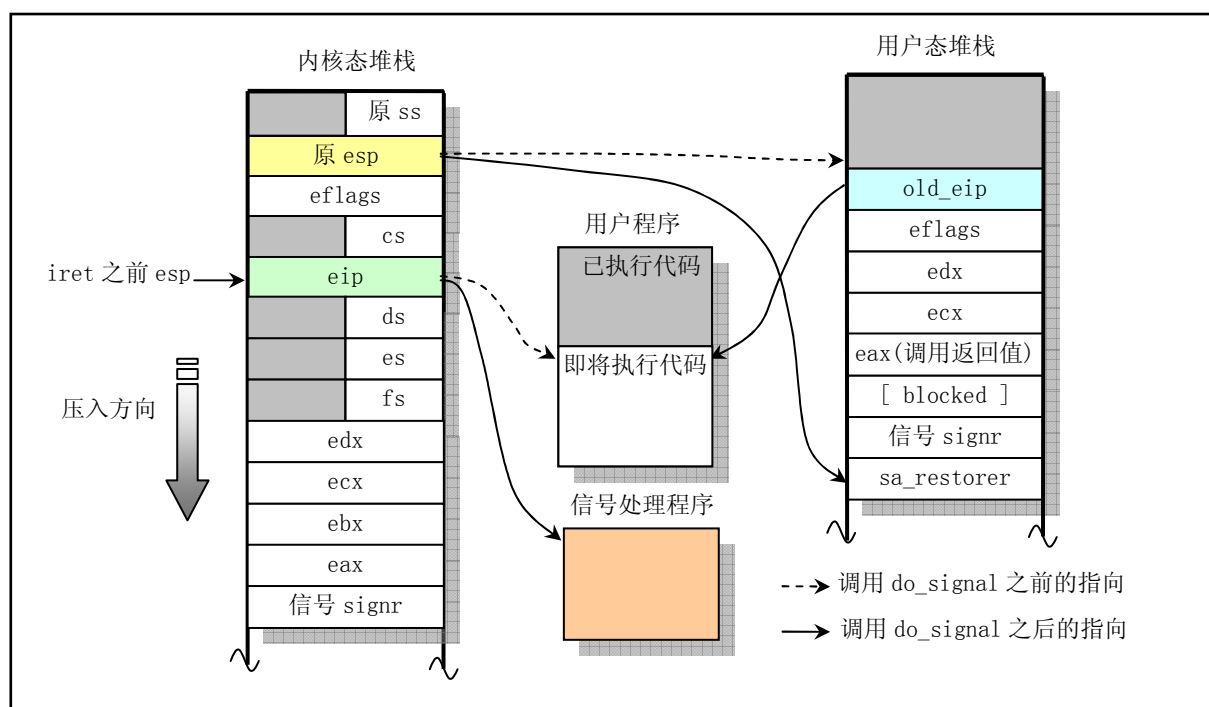 内核态堆栈
原 ss
原 esp
eflags
cs
iret 之前 esp
eip
ds
es
fs
压入方向
edx
ecx
ebx
eax
信号 signr
用户程序
已执行代码
即将执行代码
信号处理程序
用户态堆栈
old_eip
eflags
edx
ecx
eax(调用返回值)
[ blocked ]
信号 signr
sa_restorer
调用 do_signal 之前的指向
调用 do_signal 之后的指向